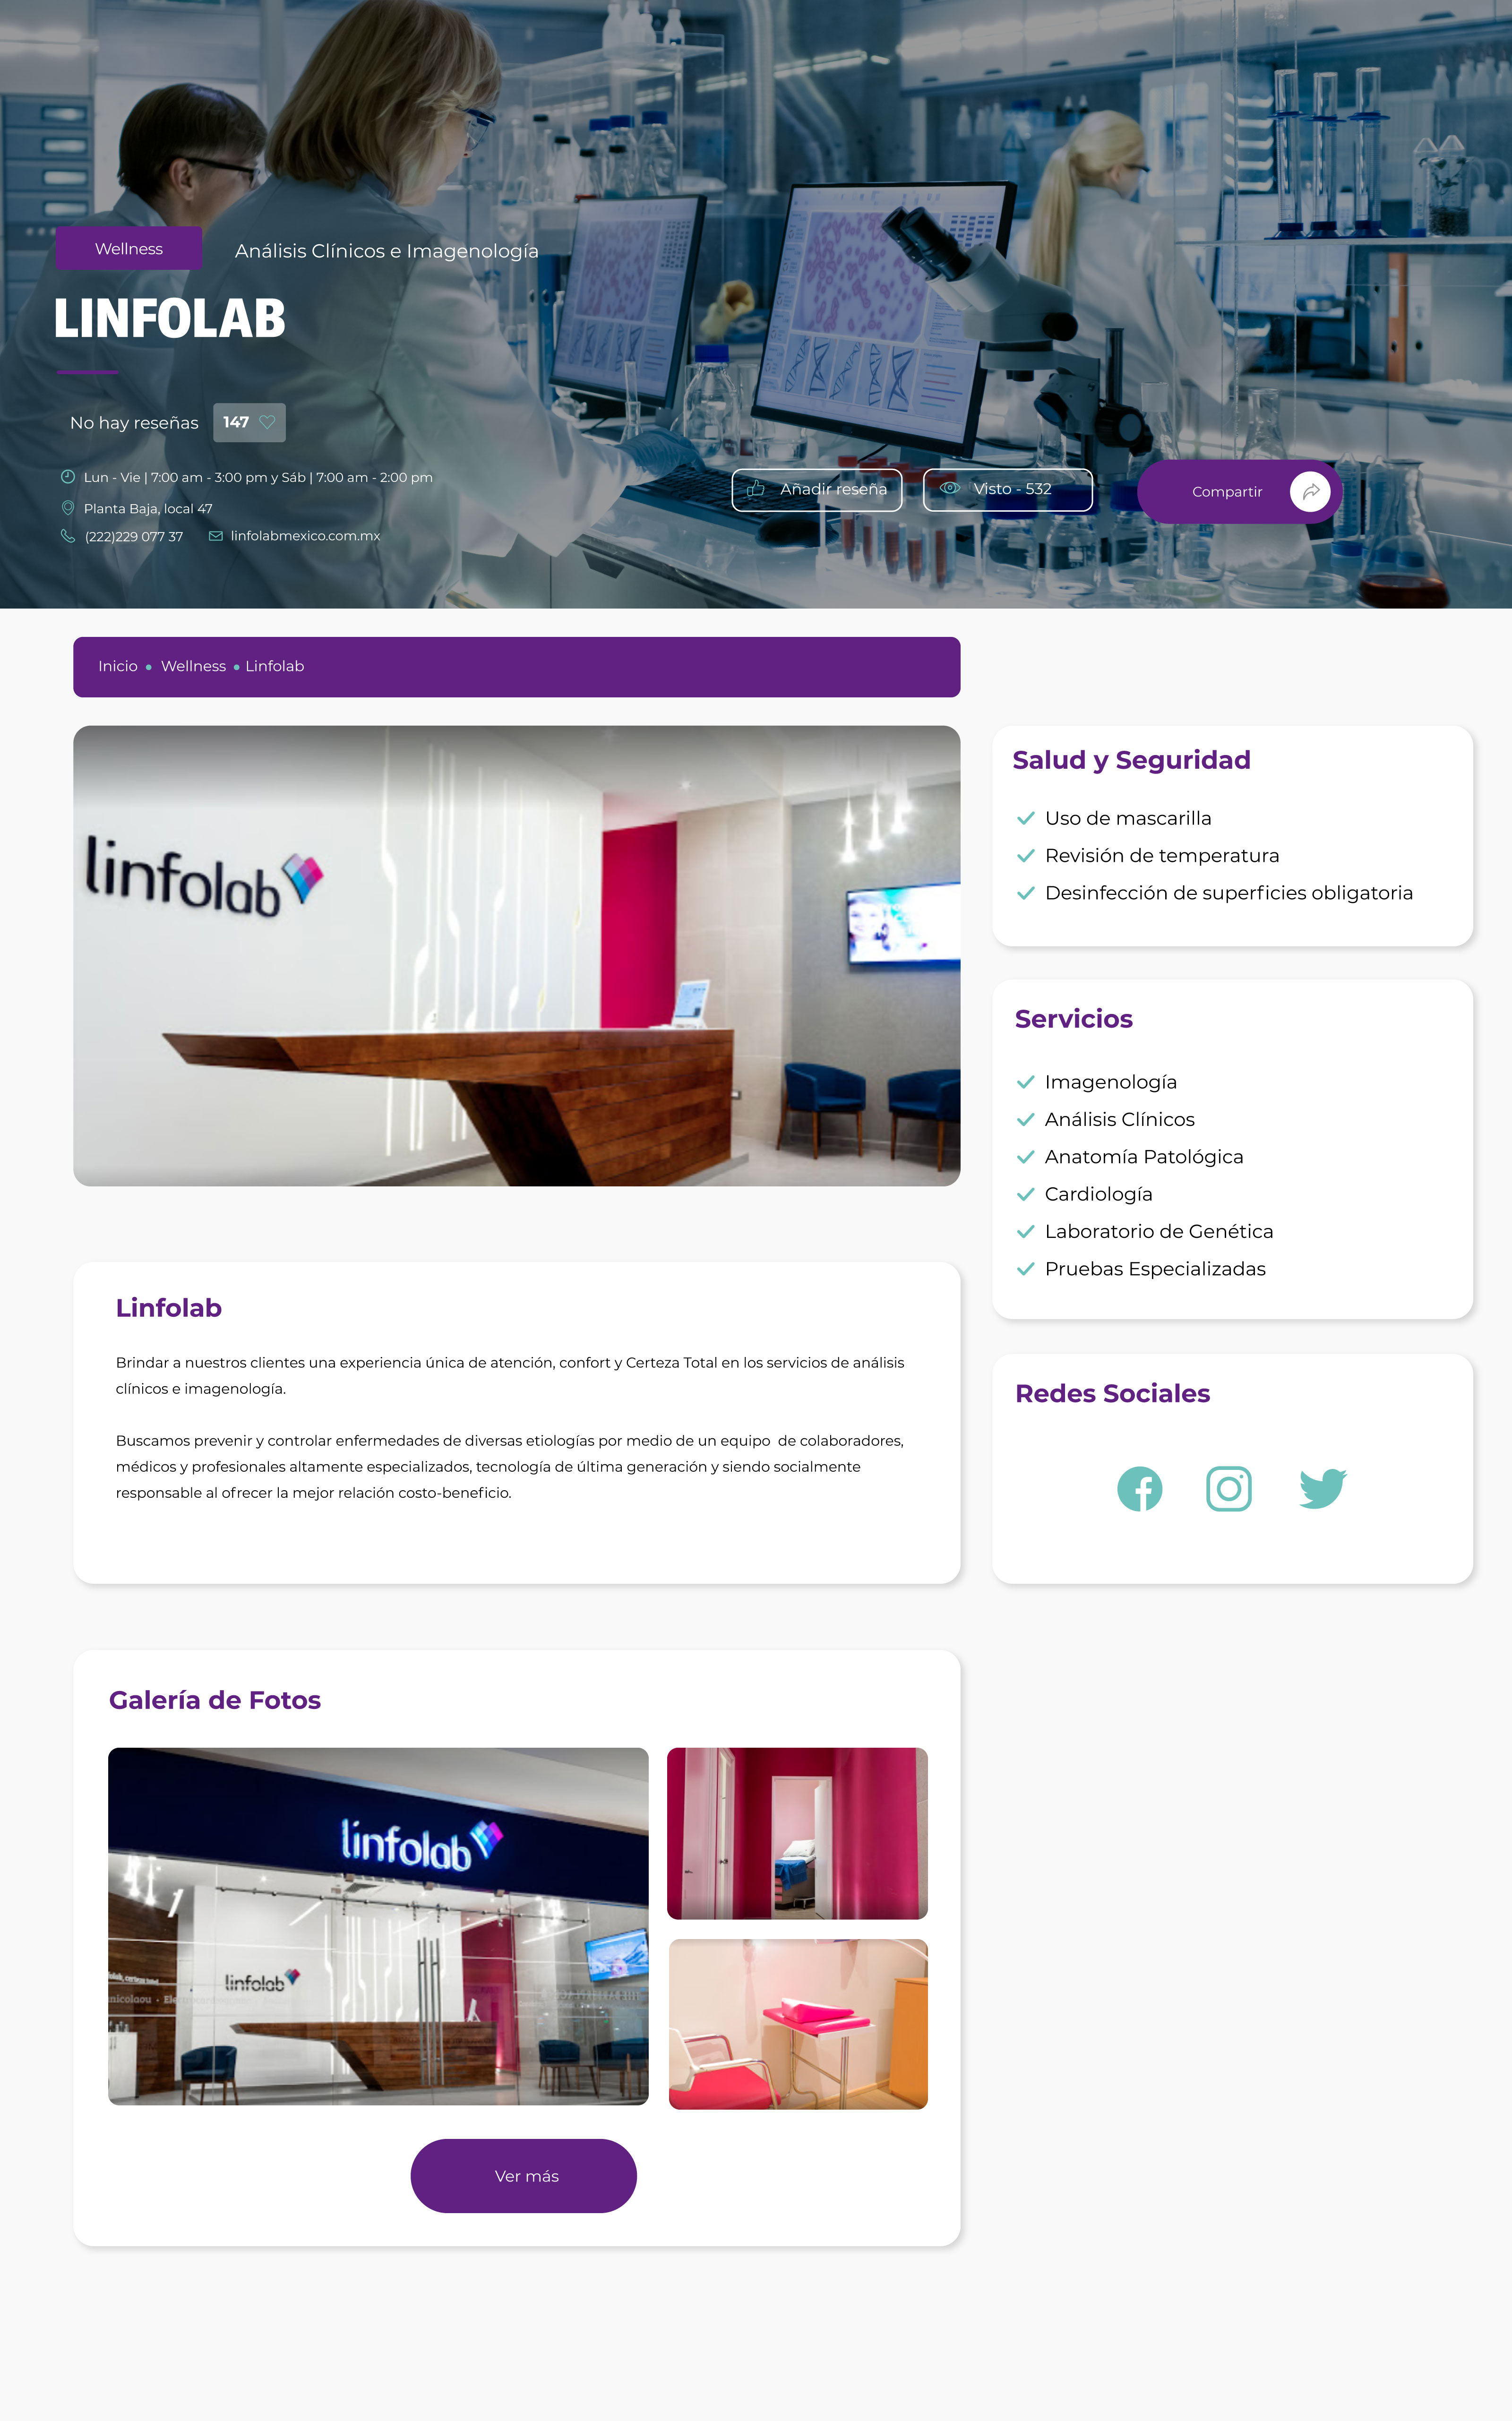 Wellness
Análisis Clínicos e Imagenología
LINFOLAB
No hay reseñas
147
Lun - Vie | 7:00 am - 3:00 pm y Sáb | 7:00 am - 2:00 pm
Planta Baja, local 47
(222)229 077 37
linfolabmexico.com.mx
Añadir reseña
Visto - 532
Compartir
Inicio • Wellness • Linfolab
linfolab
Salud y Seguridad
Uso de mascarilla
Revisión de temperatura
Desinfección de superficies obligatoria
Servicios
Imagenología
Análisis Clínicos
Anatomía Patológica
Cardiología
Laboratorio de Genética
Pruebas Especializadas
Linfolab
Brindar a nuestros clientes una experiencia única de atención, confort y Certeza Total en los servicios de análisis
clínicos e imagenología.
Buscamos prevenir y controlar enfermedades de diversas etiologías por medio de un equipo  de colaboradores,
médicos y profesionales altamente especializados, tecnología de última generación y siendo socialmente
responsable al ofrecer la mejor relación costo-beneficio.
Redes Sociales
Galería de Fotos
linfolab
linfolab
Ver más